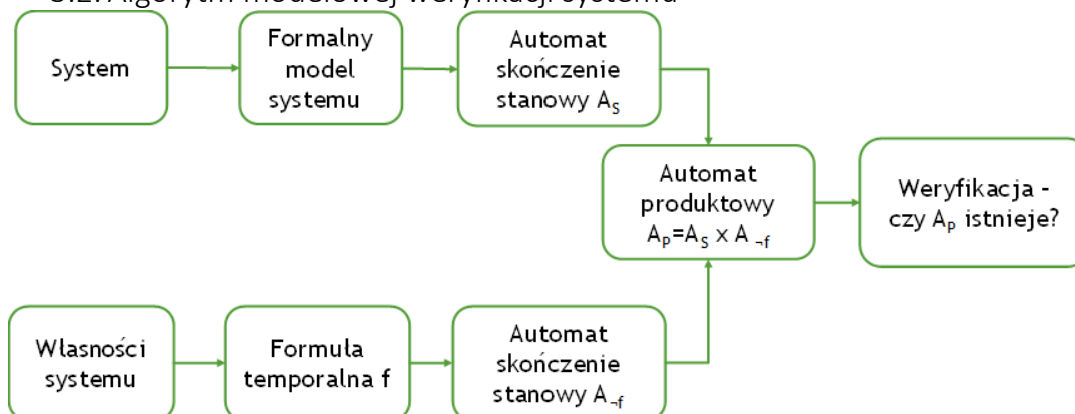 System
Formalny
model
systemu
Automat
skończenie
stanowy A_S
Automat
produktowy
A_P=A_S x A_¬f
Weryfikacja -
czy A_P istnieje?
Własności
systemu
Formuła
temporalna f
Automat
skończenie
stanowy A_¬f